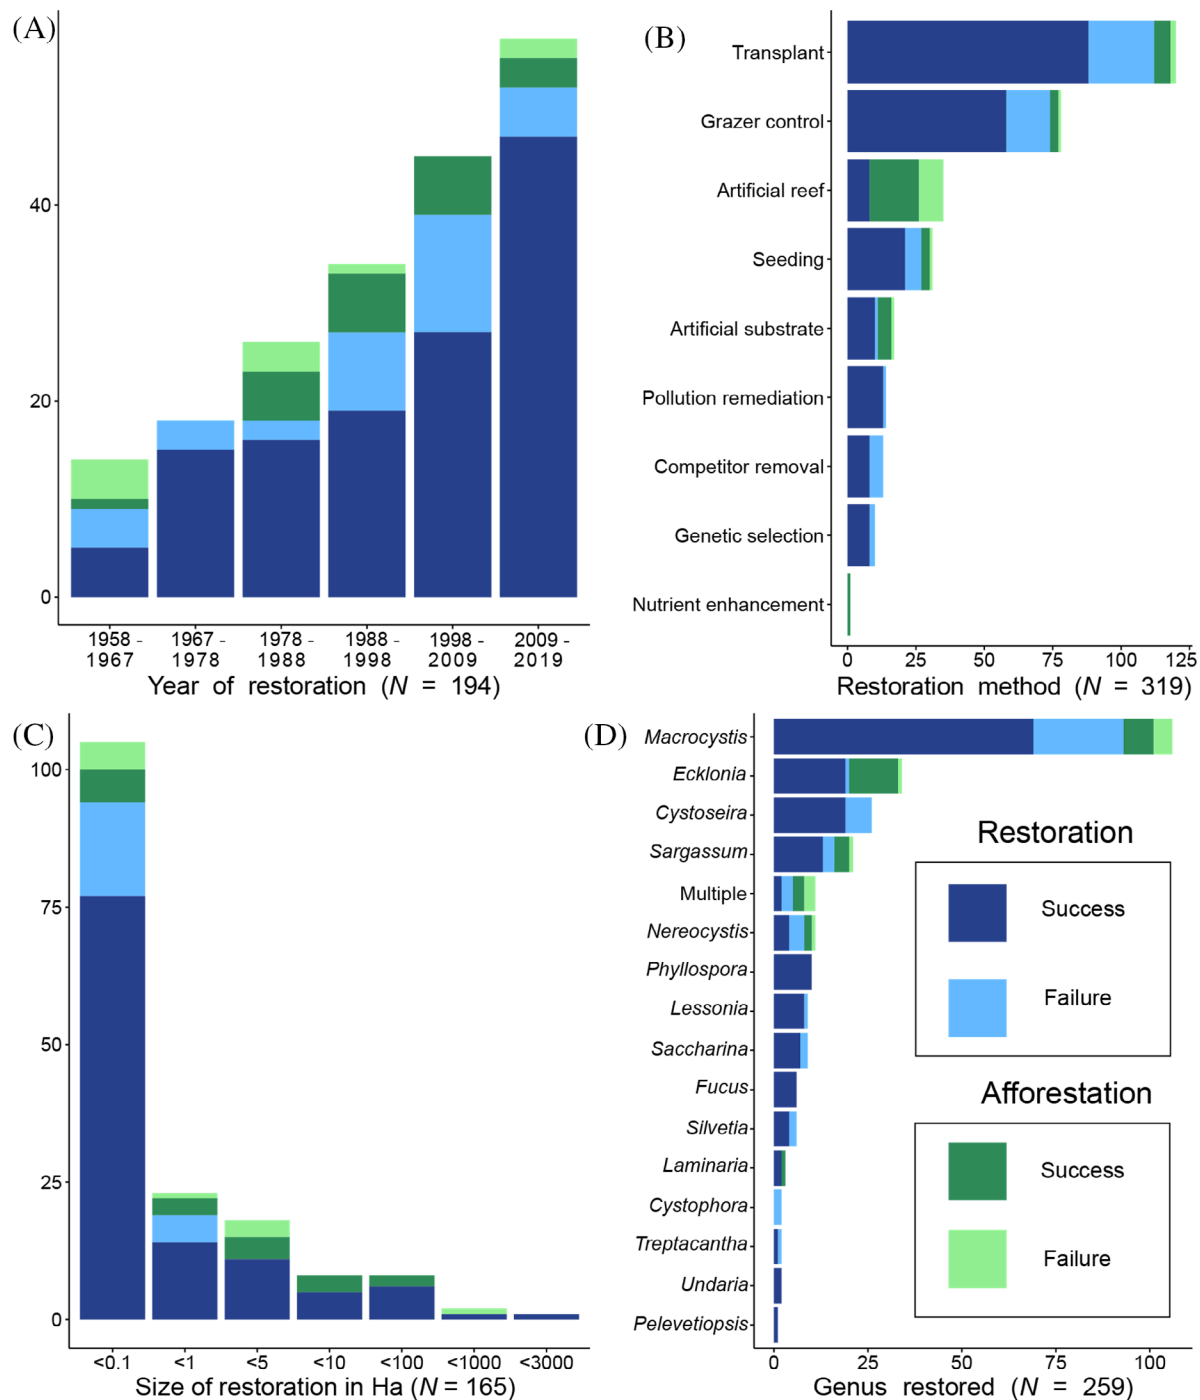 (A)
40
20
0
1958 -
1967
1967 -
1978
1978 -
1988
1988 -
1998
1998 -
2009
2009 -
2019
Year of restoration (N = 194)
(B)
Transplant
Grazer control
Artificial reef
Seeding
Artificial substrate
Pollution remediation
Competitor removal
Genetic selection
Nutrient enhancement
0 25 50 75 100 125
Restoration method (N = 319)
(C)
100
75
50
25
0
<0.1 <1 <5 <10 <100 <1000 <3000
Size of restoration in Ha (N = 165)
(D)
Macrocystis
Ecklonia
Cystoseira
Sargassum
Multiple
Nereocystis
Phyllospora
Lessonia
Saccharina
Fucus
Silvetia
Laminaria
Cystophora
Treptacantha
Undaria
Pelevetiopsis
0 25 50 75 100
Genus restored (N = 259)
Restoration
Success
Failure
Afforestation
Success
Failure